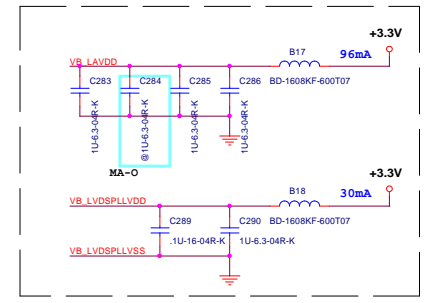 +3.3V
B17
96mA
VB_LAVDD
C283
C284
C285
C286
BD-1608KF-600T07
1U-6.3-04R-K
@1U-6.3-04R-K
1U-6.3-04R-K
1U-6.3-04R-K
MA-O
+3.3V
B18
30mA
VB_LVDSPLLVDD
C289
C290
BD-1608KF-600T07
.1U-16-04R-K
1U-6.3-04R-K
VB_LVDSPLLVSS